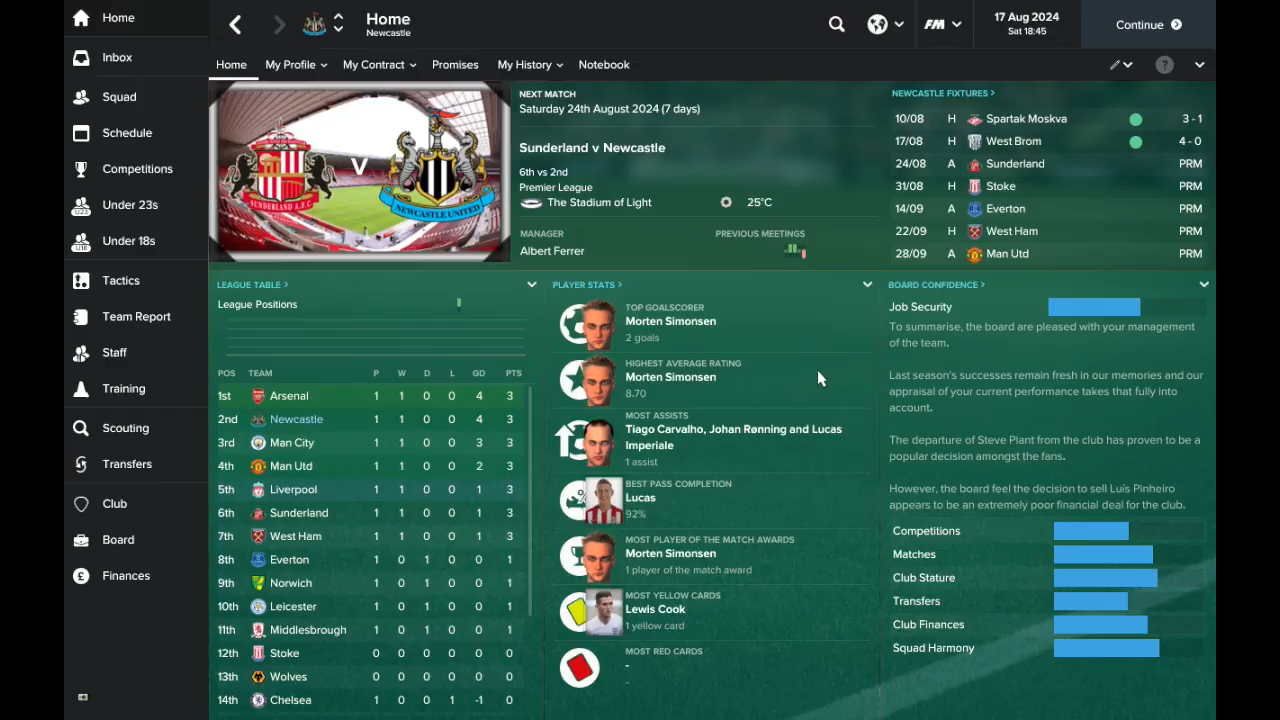 Home
Inbox
Squad
Schedule
Competitions
U23
Under 23s
U18
Under 18s
Tactics
Team Report
Staff
Training
Scouting
Transfers
Club
Board
£
Finances
Home
Newcastle
FM
17 Aug 2024
Sat 18:45
Continue
Home
My Profile
My Contract
Promises
My History
Notebook
?
SUNDERLAND A.F.C
V
NEWCASTLE UNITED
NEXT MATCH
Saturday 24th August 2024 (7 days)
Sunderland v Newcastle
6th vs 2nd
Premier League
The Stadium of Light
25°C
MANAGER
PREVIOUS MEETINGS
Albert Ferrer
NEWCASTLE FIXTURES >
10/08 H Spartak Moskva 3 - 1
17/08 H West Brom 4 - 0
24/08 A Sunderland PRM
31/08 H Stoke PRM
14/09 A Everton PRM
22/09 H West Ham PRM
28/09 A Man Utd PRM
LEAGUE TABLE >
League Positions
POS TEAM P W D L GD PTS
1st Arsenal 1 1 0 0 4 3
2nd Newcastle 1 1 0 0 4 3
3rd Man City 1 1 0 0 3 3
4th Man Utd 1 1 0 0 2 3
5th Liverpool 1 1 0 0 1 3
6th Sunderland 1 1 0 0 1 3
7th West Ham 1 1 0 0 1 3
8th Everton 1 0 1 0 0 1
9th Norwich 1 0 1 0 0 1
10th Leicester 1 0 1 0 0 1
11th Middlesbrough 1 0 1 0 0 1
12th Stoke 0 0 0 0 0 0
13th Wolves 0 0 0 0 0 0
14th Chelsea 1 0 0 1 -1 0
PLAYER STATS >
TOP GOALSCORER
Morten Simonsen
2 goals
HIGHEST AVERAGE RATING
Morten Simonsen
8.70
MOST ASSISTS
Tiago Carvalho, Johan Rønning and Lucas
Imperiale
1 assist
BEST PASS COMPLETION
%
Lucas
92%
MOST PLAYER OF THE MATCH AWARDS
Morten Simonsen
1 player of the match award
MOST YELLOW CARDS
Lewis Cook
1 yellow card
MOST RED CARDS
-
-
BOARD CONFIDENCE >
Job Security
To summarise, the board are pleased with your management
of the team.
Last season's successes remain fresh in our memories and our
appraisal of your current performance takes that fully into
account.
The departure of Steve Plant from the club has proven to be a
popular decision amongst the fans.
However, the board feel the decision to sell Luís Pinheiro
appears to be an extremely poor financial deal for the club.
Competitions
Matches
Club Stature
Transfers
Club Finances
Squad Harmony